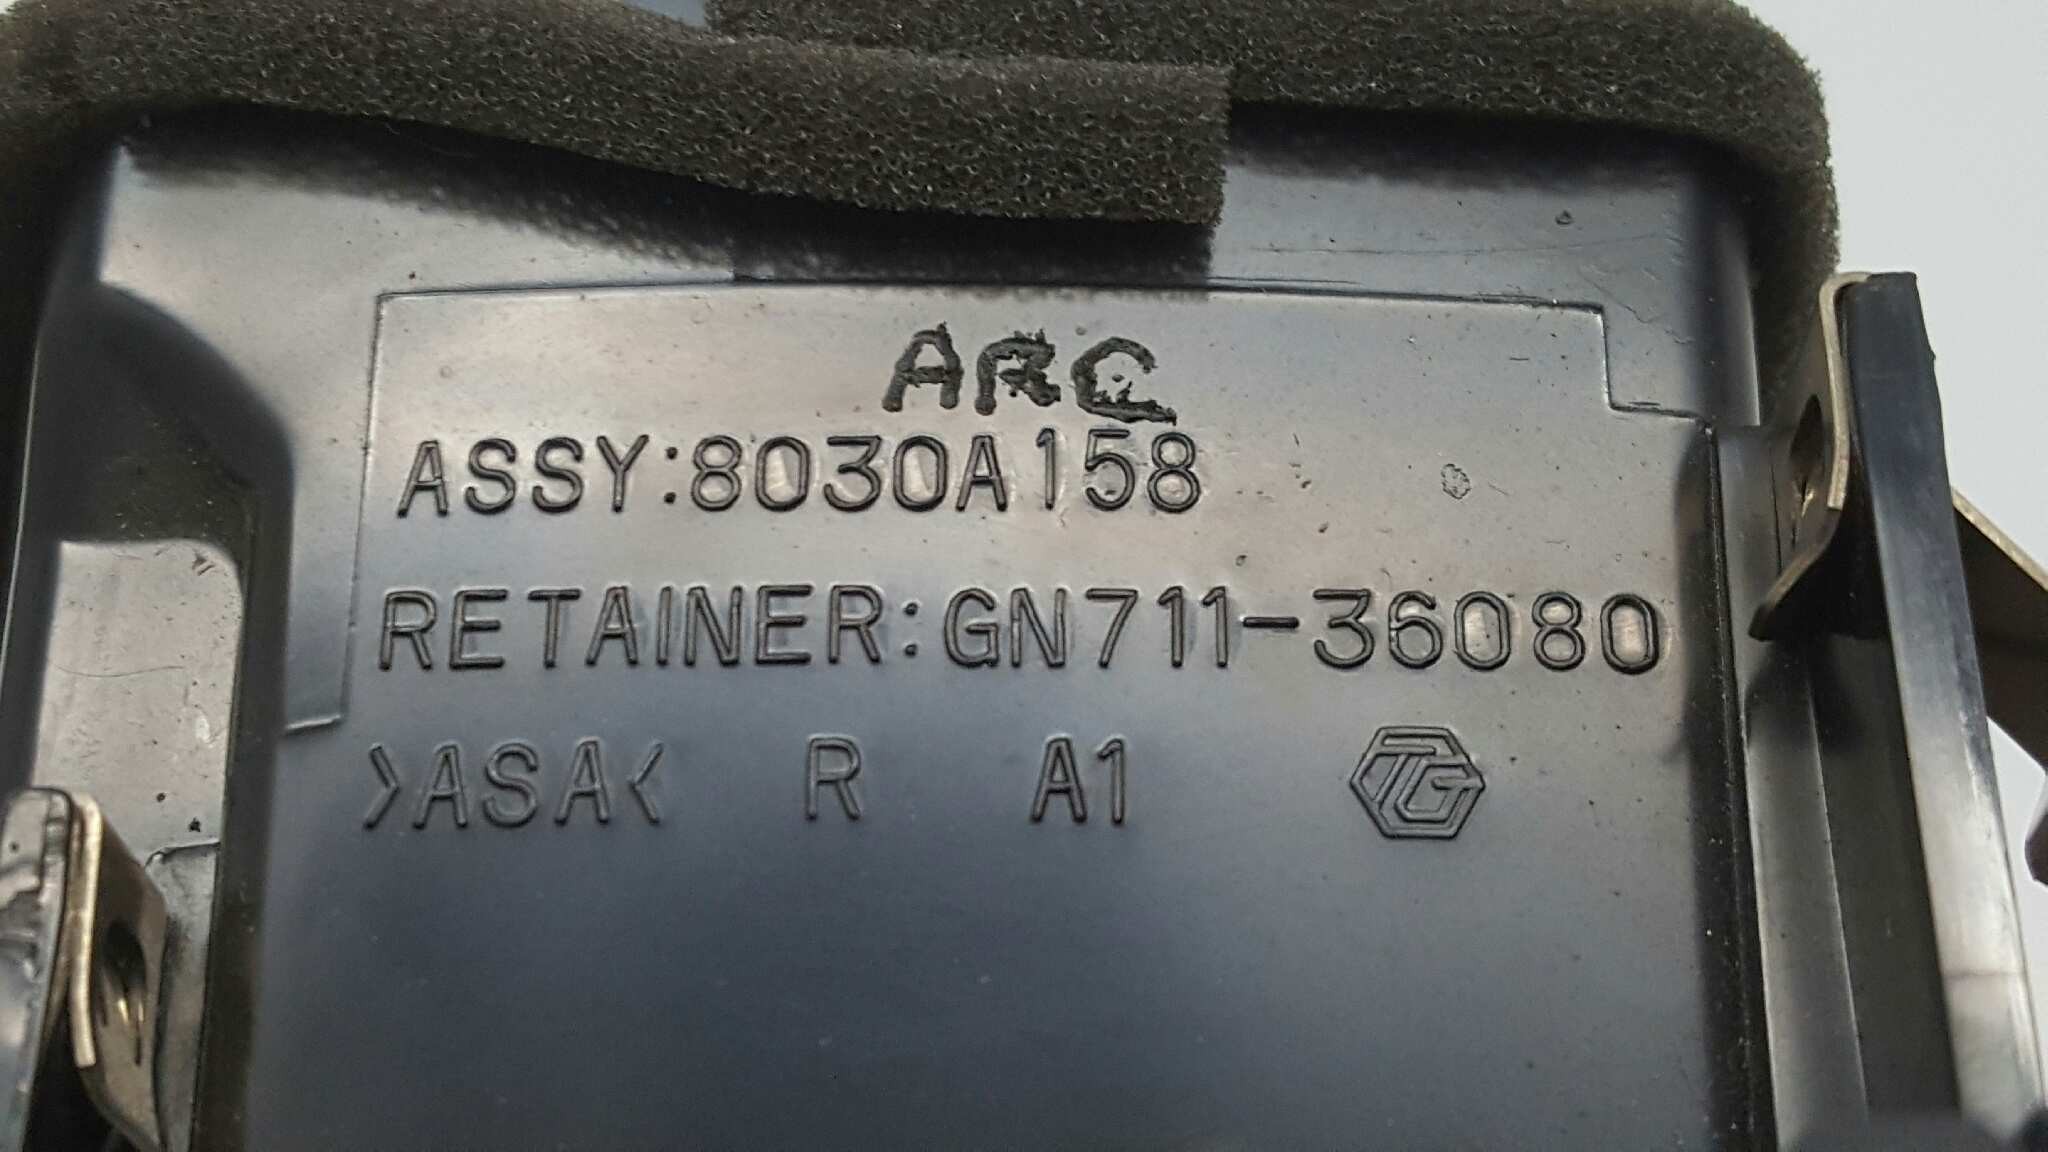 ARC
ASSY:8030A158
RETAINER:GN711-36080
>ASA< R A1 TG